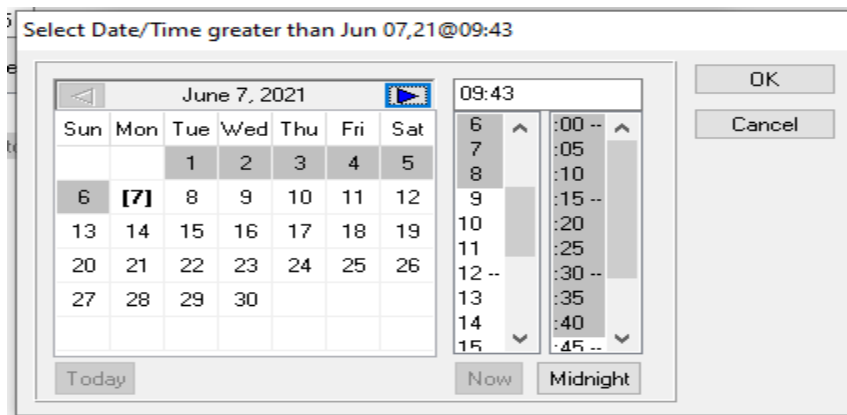 Select Date/Time greater than Jun 07,21@09:43
June 7, 2021
Sun Mon Tue Wed Thu Fri Sat
1 2 3 4 5
6 [7] 8 9 10 11 12
13 14 15 16 17 18 19
20 21 22 23 24 25 26
27 28 29 30
Today
09:43
6 :00 --
7 :05
8 :10
9 :15 --
10 :20
11 :25
12 -- :30 --
13 :35
14 :40
15 :45 --
Now Midnight
OK
Cancel